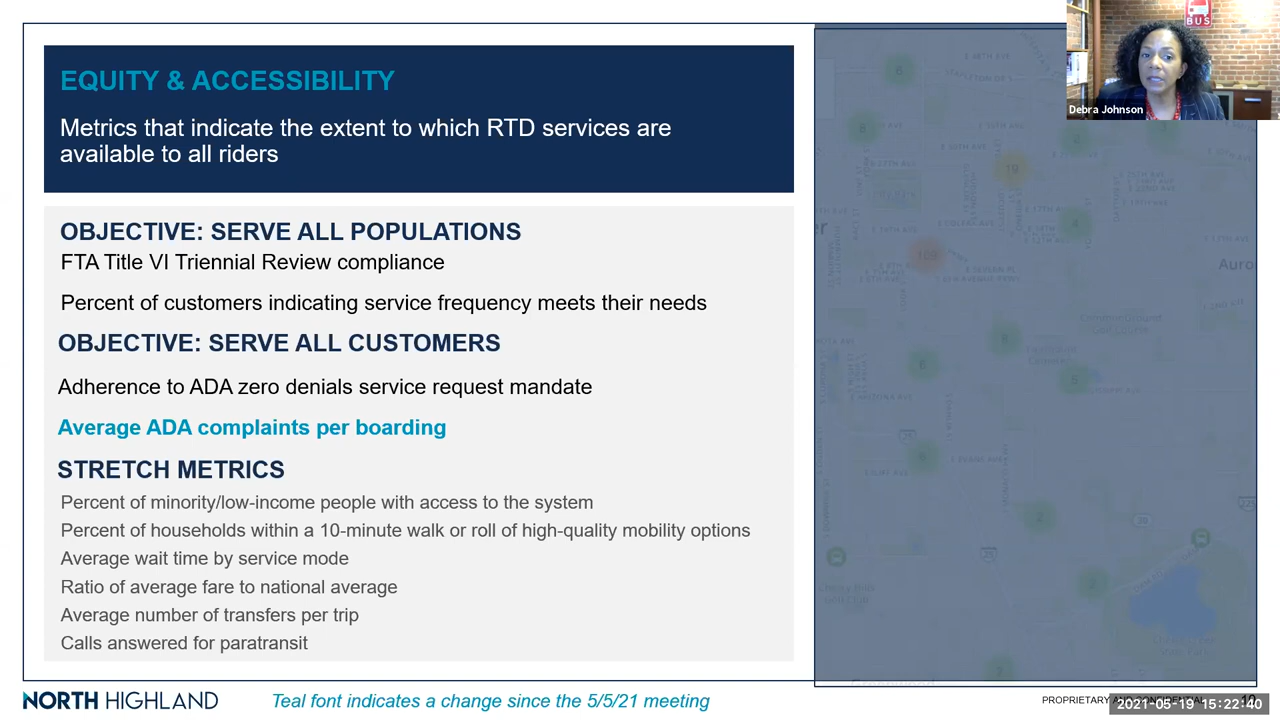 EQUITY & ACCESSIBILITY
Metrics that indicate the extent to which RTD services are
available to all riders
OBJECTIVE: SERVE ALL POPULATIONS
FTA Title VI Triennial Review compliance
Percent of customers indicating service frequency meets their needs
OBJECTIVE: SERVE ALL CUSTOMERS
Adherence to ADA zero denials service request mandate
Average ADA complaints per boarding
STRETCH METRICS
Percent of minority/low-income people with access to the system
Percent of households within a 10-minute walk or roll of high-quality mobility options
Average wait time by service mode
Ratio of average fare to national average
Average number of transfers per trip
Calls answered for paratransit
BUS
Debra Johnson
Auro
NORTH HIGHLAND
Teal font indicates a change since the 5/5/21 meeting
PROPRIETARY AND CONFIDENTIAL
2021-05-19 15:22:40